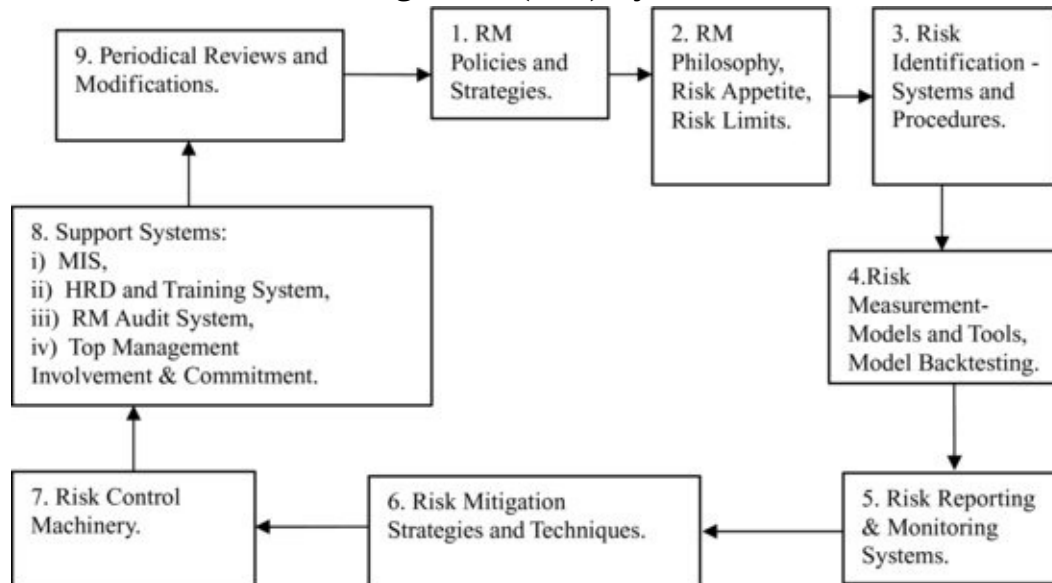 9. Periodical Reviews and
Modifications.
1. RM
Policies and
Strategies.
2. RM
Philosophy,
Risk Appetite,
Risk Limits.
3. Risk
Identification -
Systems and
Procedures.
8. Support Systems:
i) MIS,
ii) HRD and Training System,
iii) RM Audit System,
iv) Top Management
Involvement & Commitment.
4.Risk
Measurement-
Models and Tools,
Model Backtesting.
7. Risk Control
Machinery.
6. Risk Mitigation
Strategies and Techniques.
5. Risk Reporting
& Monitoring
Systems.